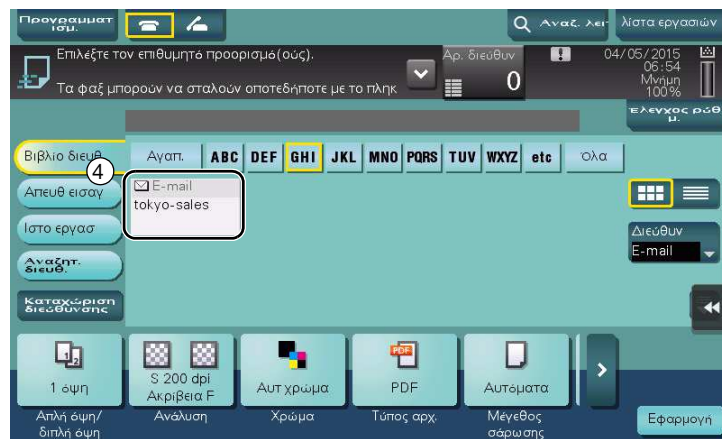 Προγραμματ
ισμ.
Αναζ. λει
λίστα εργασιών
Επιλέξτε τον επιθυμητό προορισμό(ούς).
Τα φαξ μπορούν να σταλούν οποτεδήποτε με το πληκ
Αρ. διευθυν
0
04/05/2015
06:54
Μνήμη
100%
Έλεγχος ρύθ
μ.
Βιβλίο διευθ
Αγαπ.
ABC
DEF
GHI
JKL
MNO
PQRS
TUV
WXYZ
etc
Όλα
4
Απευθ εισαγ
E-mail
tokyo-sales
Ιστο εργασ
Διεύθυν
E-mail
Αναζητ.
διευθ.
Καταχώριση
διεύθυνσης
1 όψη
S 200 dpi
Ακρίβεια F
Αυτ χρώμα
PDF
PDF
Αυτόματα
Απλή όψη/
διπλή όψη
Ανάλυση
Χρώμα
Τύπος αρχ.
Μέγεθος
σάρωσης
Εφαρμογή